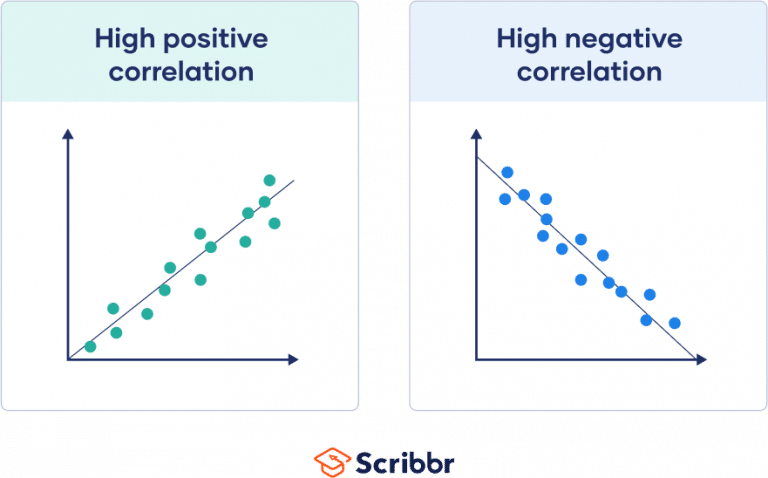 High positive
correlation
High negative
correlation
Scribbr